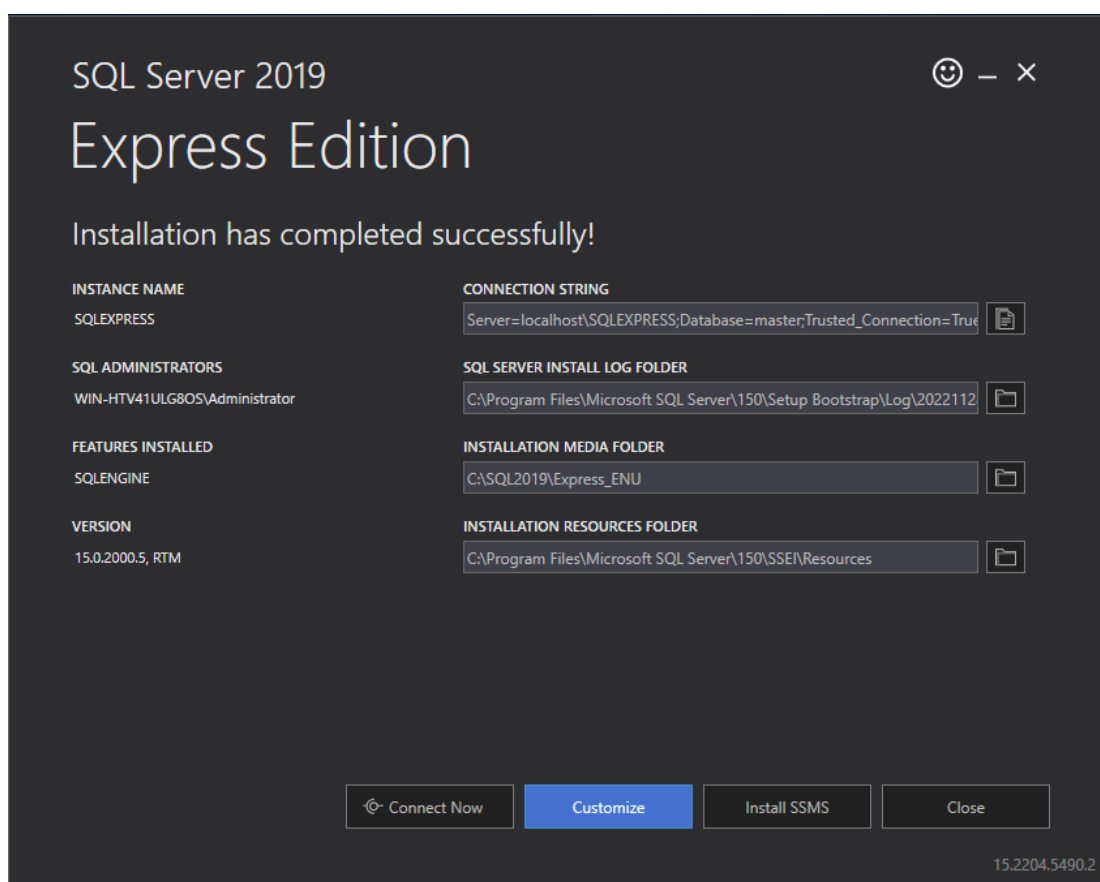 SQL Server 2019
Express Edition
Installation has completed successfully!
INSTANCE NAME
SQLEXPRESS
CONNECTION STRING
Server=localhost\SQLEXPRESS;Database=master;Trusted_Connection=True
SQL ADMINISTRATORS
WIN-HTV41ULG8OS\Administrator
SQL SERVER INSTALL LOG FOLDER
C:\Program Files\Microsoft SQL Server\150\Setup Bootstrap\Log\2022112
FEATURES INSTALLED
SQLENGINE
INSTALLATION MEDIA FOLDER
C:\SQL2019\Express_ENU
VERSION
15.0.2000.5, RTM
INSTALLATION RESOURCES FOLDER
C:\Program Files\Microsoft SQL Server\150\SSEI\Resources
Connect Now
Customize
Install SSMS
Close
15.2204.5490.2